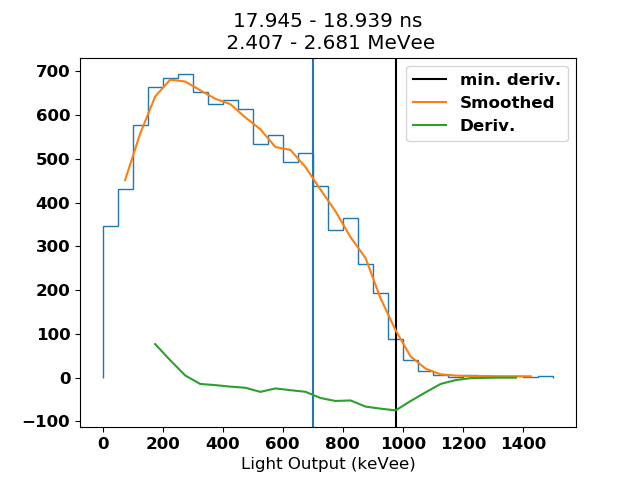 17.945 - 18.939 ns
2.407 - 2.681 MeVee
min. deriv.
Smoothed
Deriv.
700
600
500
400
300
200
100
0
−100
0 200 400 600 800 1000 1200 1400
Light Output (keVee)